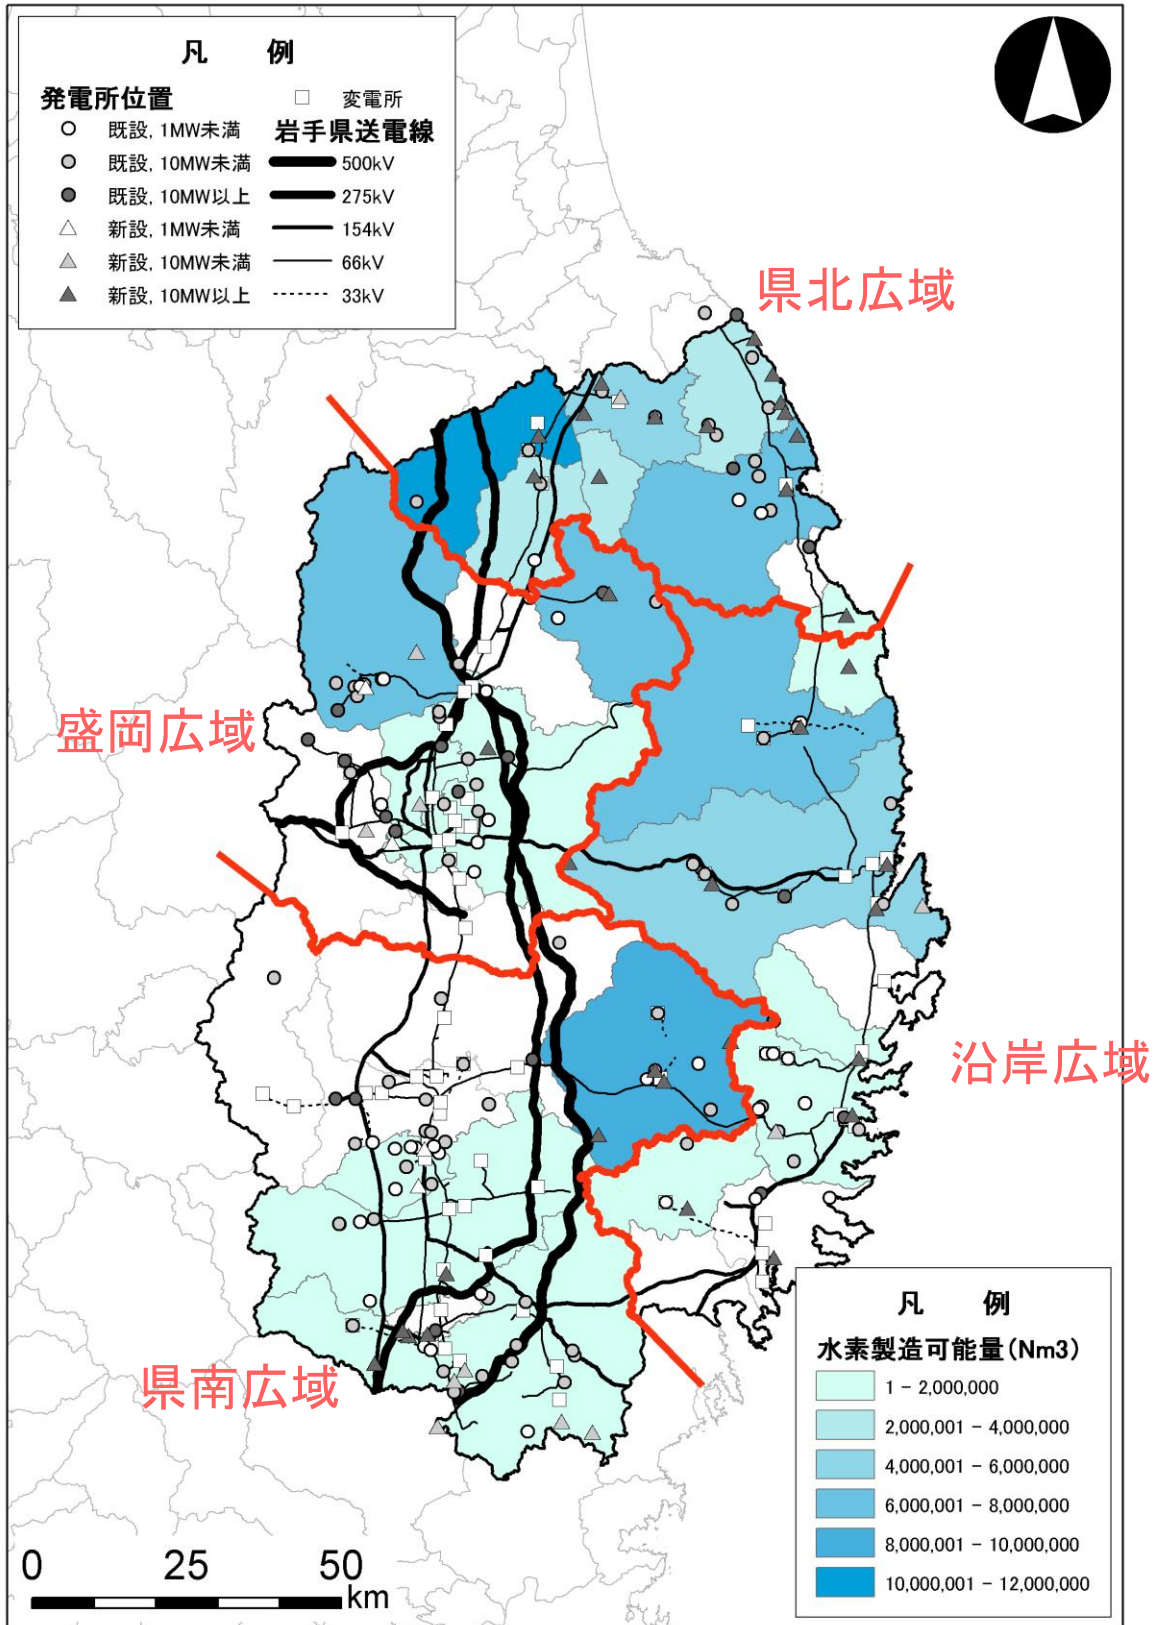 凡 例
発電所位置
既設, 1MW未満
既設, 10MW未満
既設, 10MW以上
新設, 1MW未満
新設, 10MW未満
新設, 10MW以上
変電所
岩手県送電線
500kV
275kV
154kV
66kV
33kV
県北広域
盛岡広域
沿岸広域
県南広域
凡 例
水素製造可能量(Nm3)
1 - 2,000,000
2,000,001 - 4,000,000
4,000,001 - 6,000,000
6,000,001 - 8,000,000
8,000,001 - 10,000,000
10,000,001 - 12,000,000
0 25 50
km